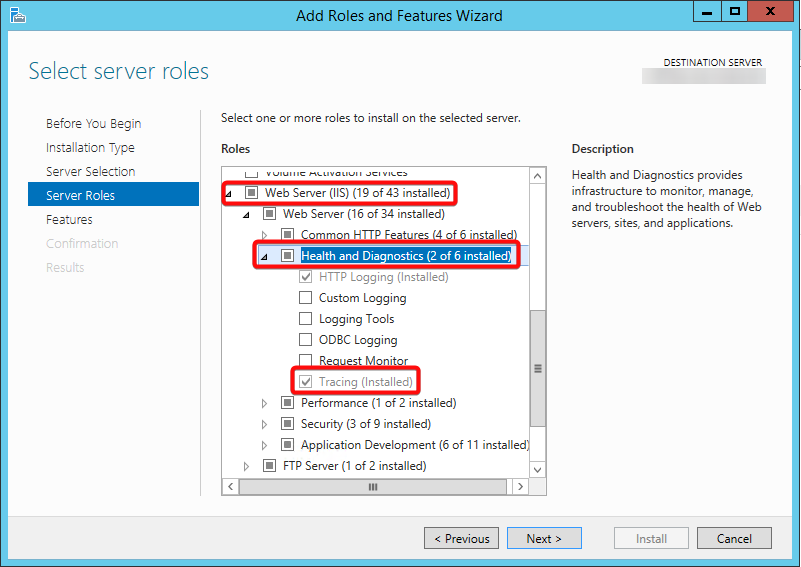 Add Roles and Features Wizard
Select server roles
DESTINATION SERVER
Before You Begin
Installation Type
Server Selection
Server Roles
Features
Confirmation
Results
Select one or more roles to install on the selected server.
Roles
Volume Activation Services
Web Server (IIS) (19 of 43 installed)
Web Server (16 of 34 installed)
Common HTTP Features (4 of 6 installed)
Health and Diagnostics (2 of 6 installed)
HTTP Logging (Installed)
Custom Logging
Logging Tools
ODBC Logging
Request Monitor
Tracing (Installed)
Performance (1 of 2 installed)
Security (3 of 9 installed)
Application Development (6 of 11 installed)
FTP Server (1 of 2 installed)
Description
Health and Diagnostics provides
infrastructure to monitor, manage,
and troubleshoot the health of Web
servers, sites, and applications.
< Previous
Next >
Install
Cancel